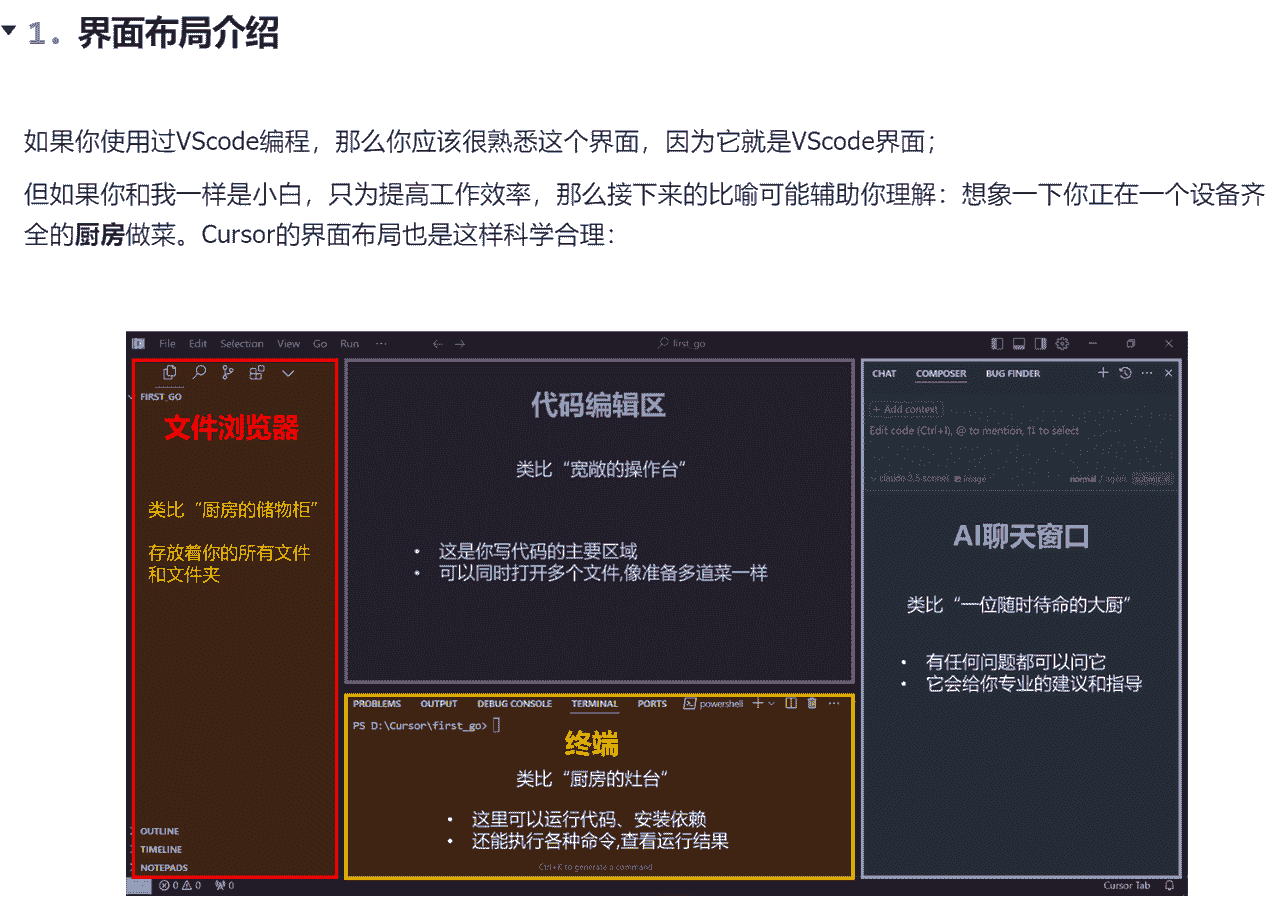 1. 界面布局介绍
如果你使用过VScode编程，那么你应该很熟悉这个界面，因为它就是VScode界面；
但如果你和我一样是小白，只为提高工作效率，那么接下来的比喻可能辅助你理解：想象一下你正在一个设备齐
全的厨房做菜。Cursor的界面布局也是这样科学合理：
File Edit Selection View Go Run ···
first_go
FIRST_GO
文件浏览器
类比“厨房的储物柜”
存放着你的所有文件
和文件夹
OUTLINE
TIMELINE
NOTEPADS
代码编辑区
类比“宽敞的操作台”
• 这是你写代码的主要区域
• 可以同时打开多个文件,像准备多道菜一样
PROBLEMS OUTPUT DEBUG CONSOLE TERMINAL PORTS powershell
PS D:\Cursor\first_go>
终端
类比“厨房的灶台”
• 这里可以运行代码、安装依赖
• 还能执行各种命令,查看运行结果
Ctrl+K to generate a command
CHAT COMPOSER BUG FINDER
+ Add context
Edit code (Ctrl+I), @ to mention, ⇅ to select
claude-3.5-sonnet image normal / agent submit
AI聊天窗口
类比“一位随时待命的大厨”
• 有任何问题都可以问它
• 它会给你专业的建议和指导
0 0 0
Cursor Tab